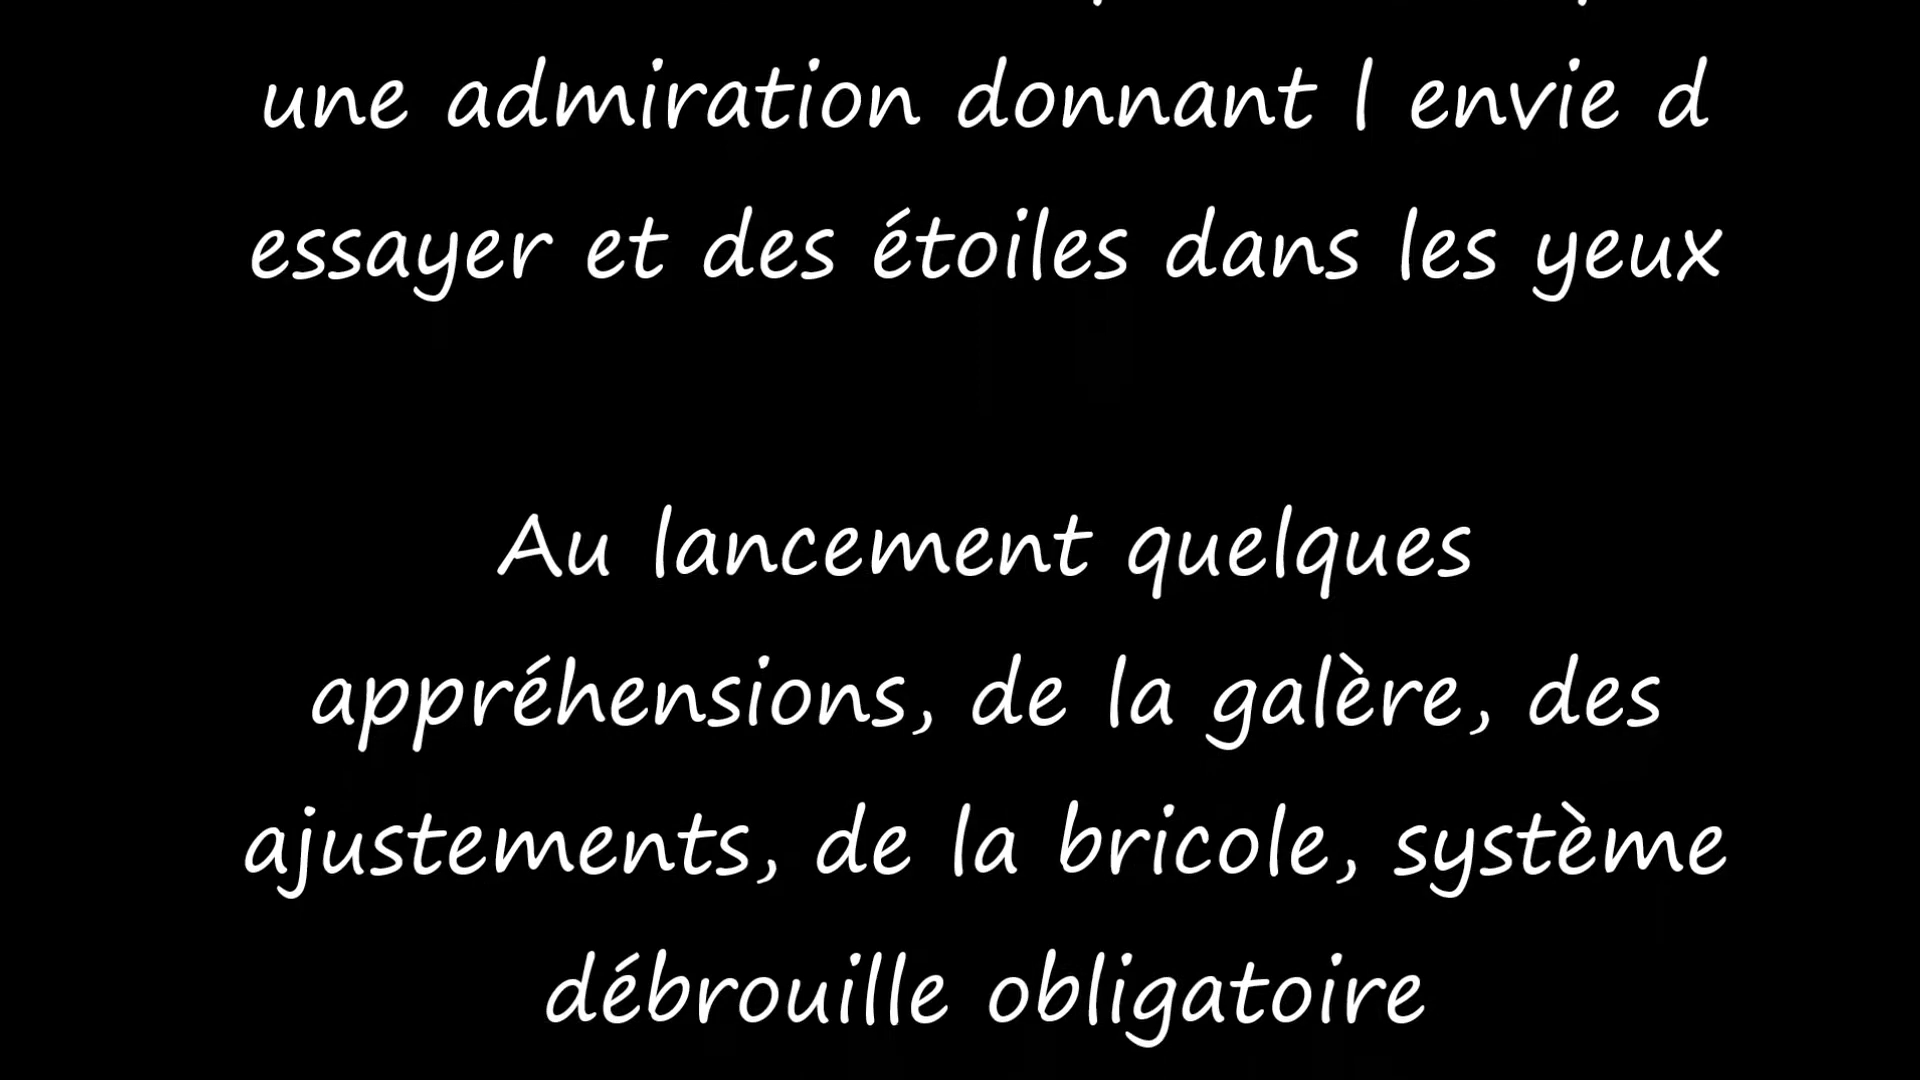 une admiration donnant l envie d
essayer et des étoiles dans les yeux
Au lancement quelques
appréhensions, de la galère, des
ajustements, de la bricole, système
débrouille obligatoire